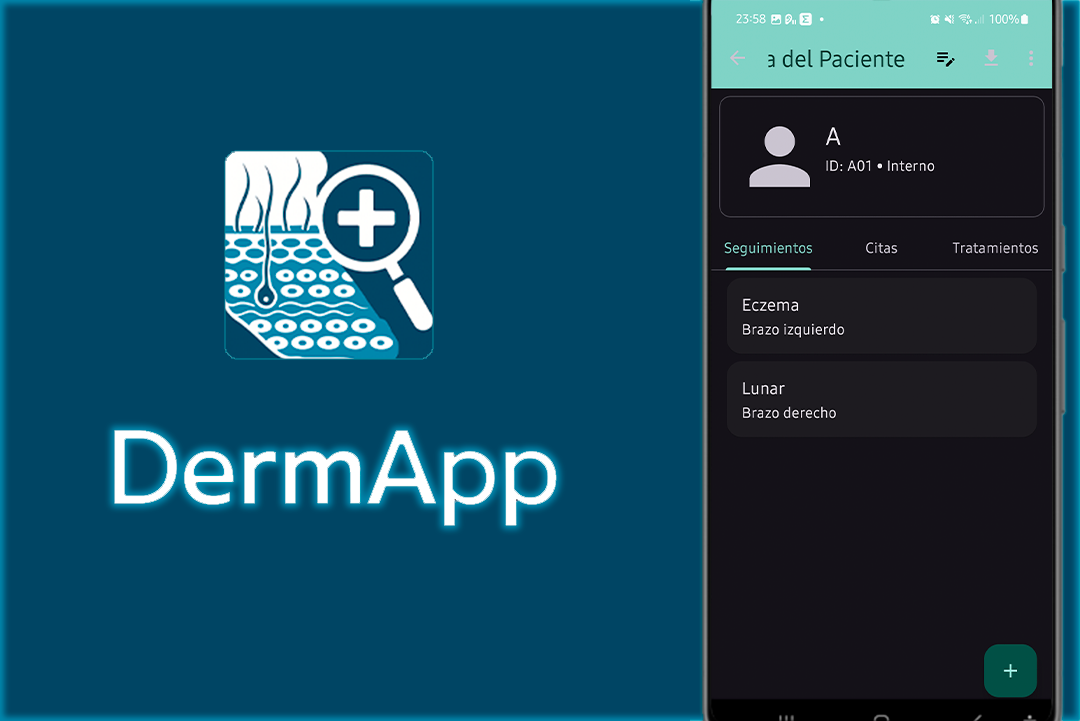 DermApp
23:58 100%
a del Paciente
A
ID: A01 • Interno
Seguimientos Citas Tratamientos
Eczema
Brazo izquierdo
Lunar
Brazo derecho
+